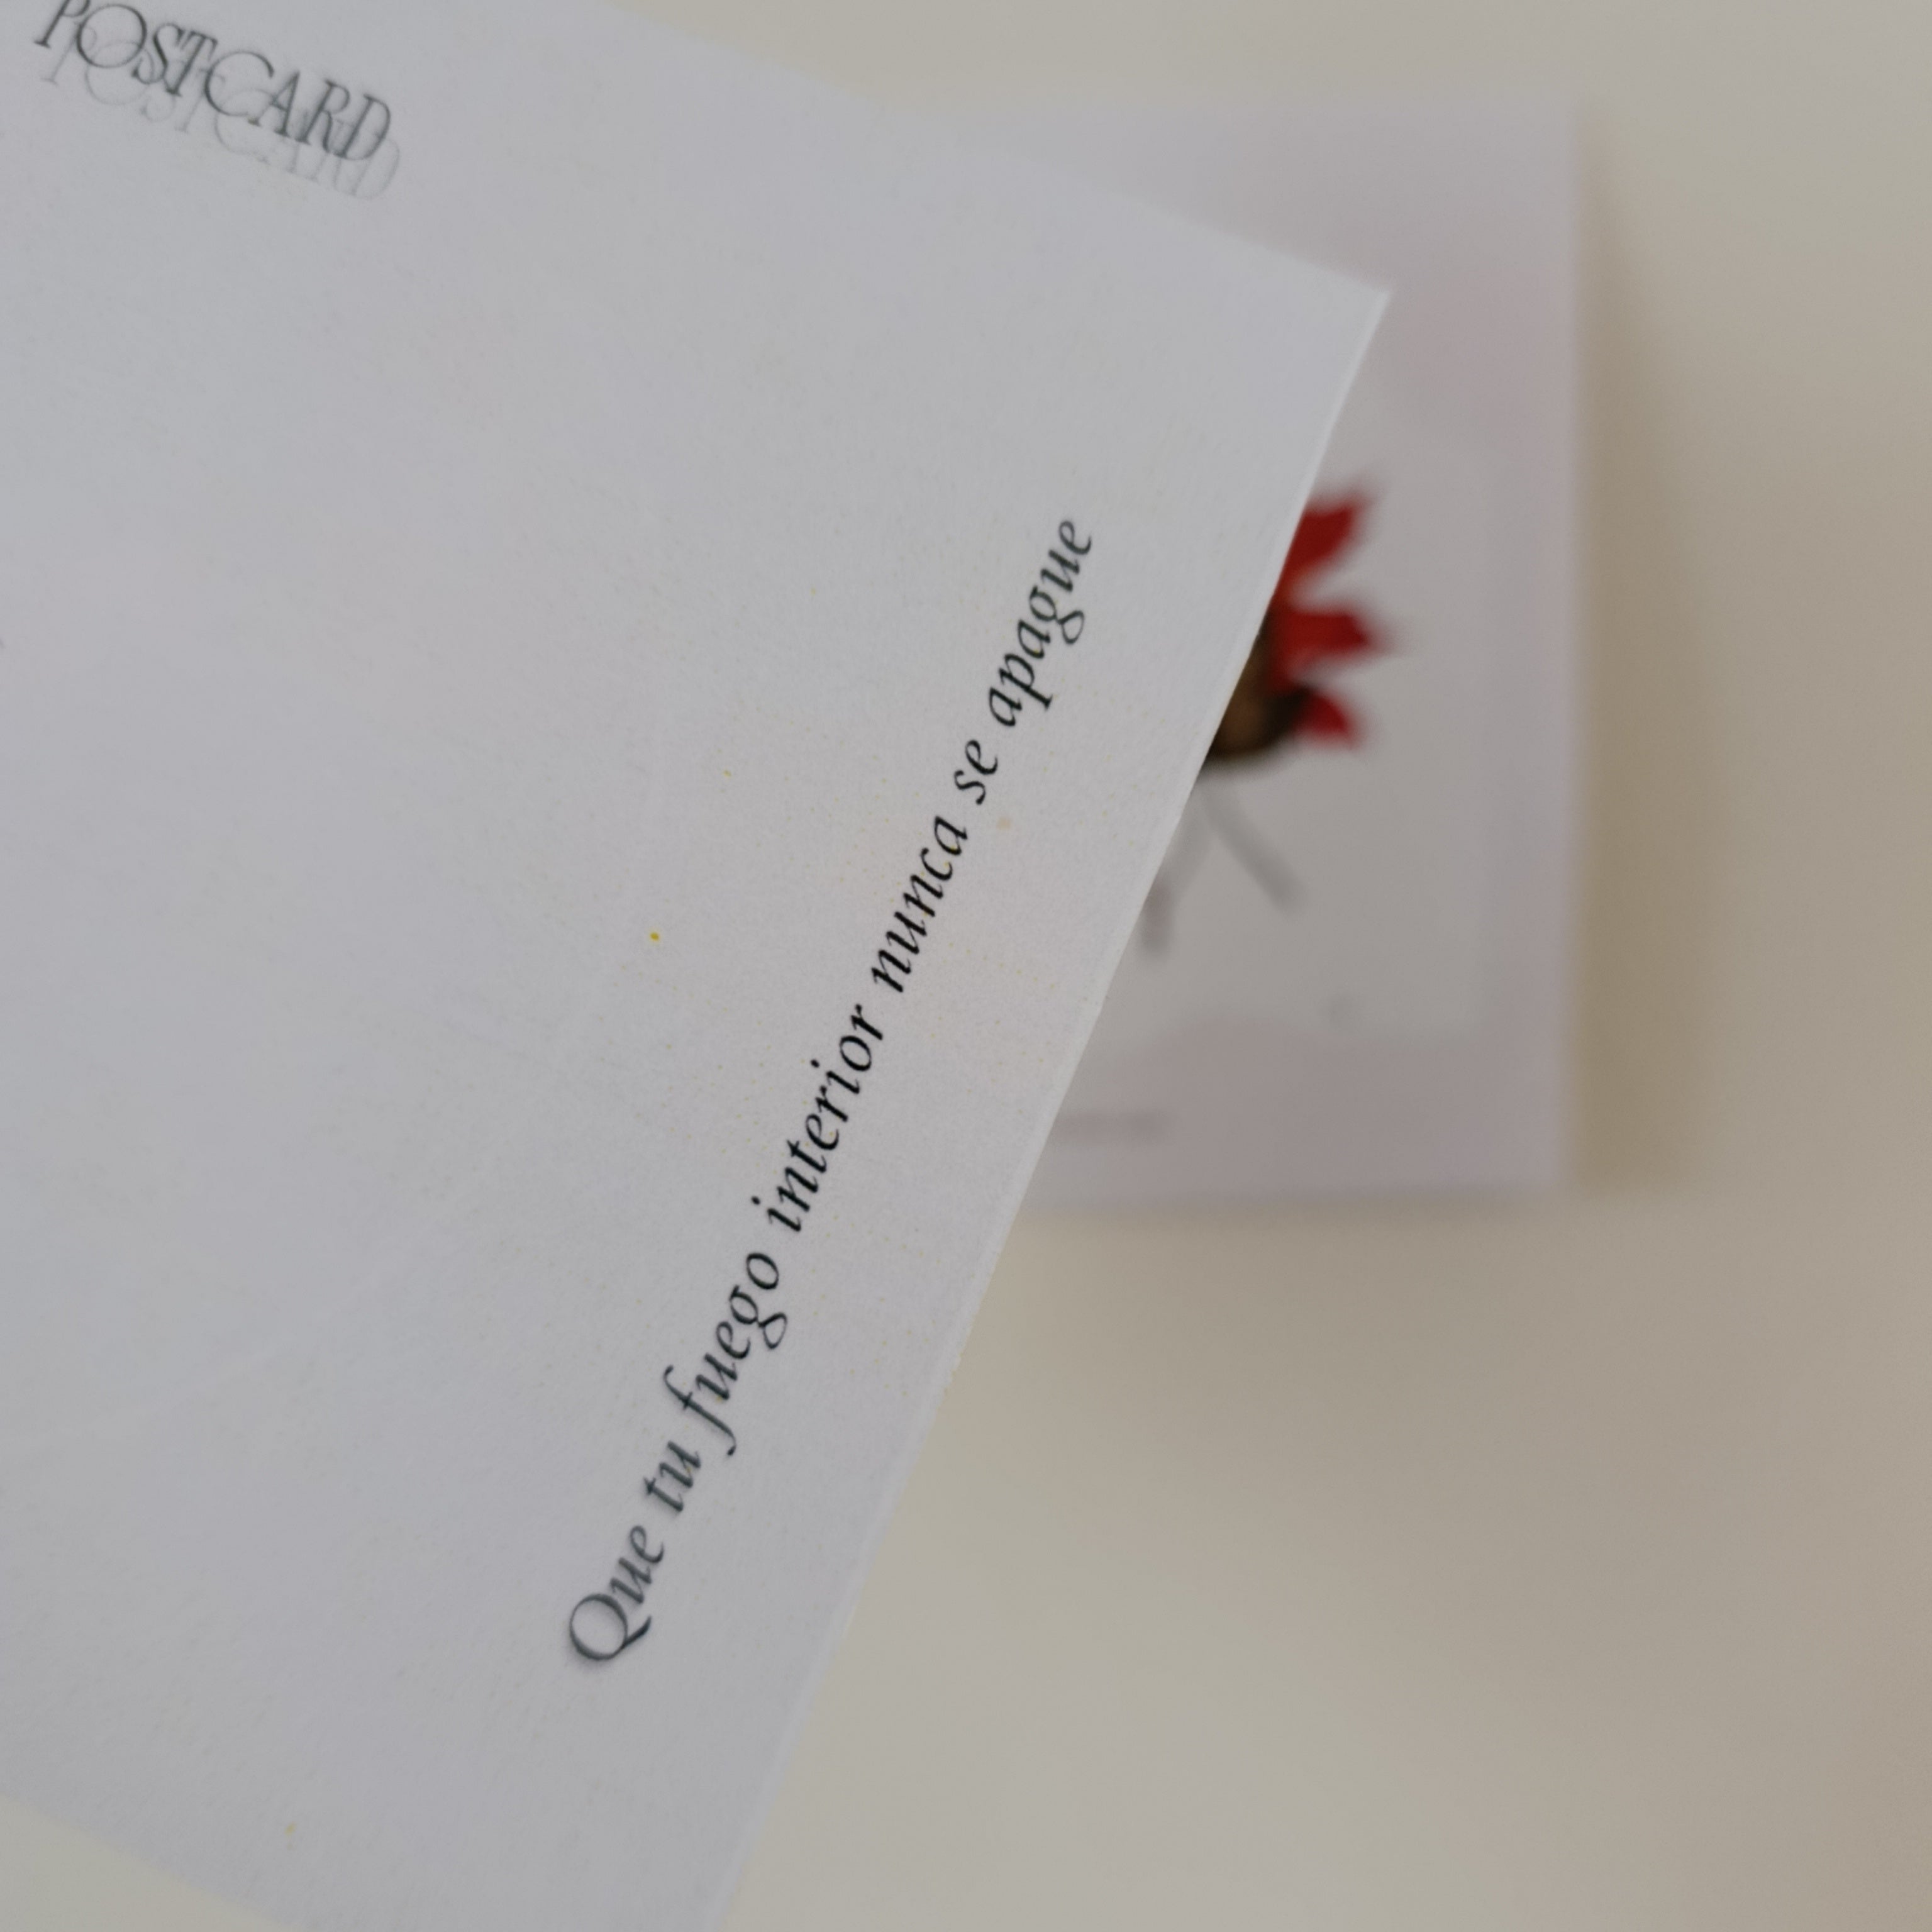 POSTCARD
Que tu fuego interior nunca se apague